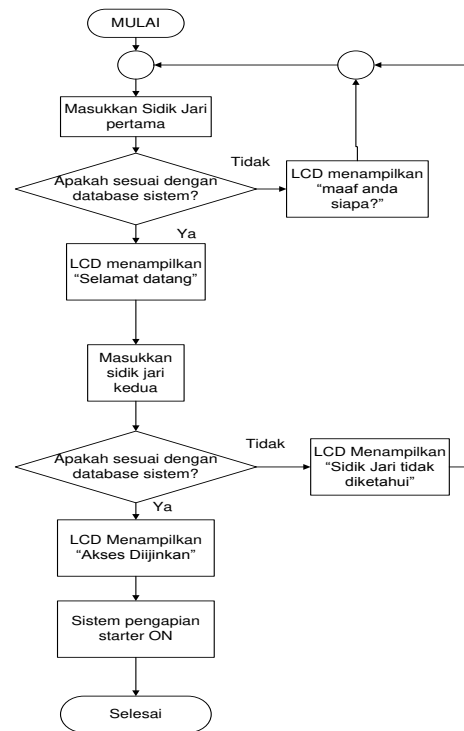 MULAI
Masukkan Sidik Jari
pertama
Tidak
Apakah sesuai dengan
database sistem?
LCD menampilkan
“maaf anda
siapa?”
Ya
LCD menampilkan
“Selamat datang”
Masukkan
sidik jari
kedua
Tidak
Apakah sesuai dengan
database sistem?
LCD Menampilkan
“Sidik Jari tidak
diketahui”
Ya
LCD Menampilkan
“Akses Diijinkan”
Sistem pengapian
starter ON
Selesai